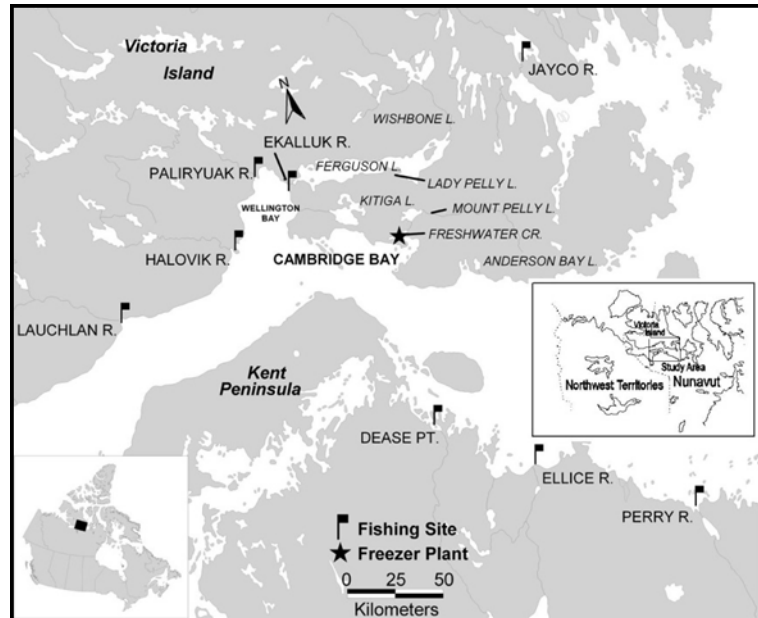 Victoria
Island
JAYCO R.
N
WISHBONE L.
EKALLUK R.
PALIRYUAK R.
FERGUSON L.
LADY PELLY L.
KITIGA L.
WELLINGTON
BAY
MOUNT PELLY L.
FRESHWATER CR.
HALOVIK R.
CAMBRIDGE BAY
ANDERSON BAY L.
LAUCHLAN R.
Kent
Peninsula
Victoria
Island
Study Area
Northwest Territories
Nunavut
DEASE PT.
ELLICE R.
PERRY R.
Fishing Site
Freezer Plant
0 25 50
Kilometers